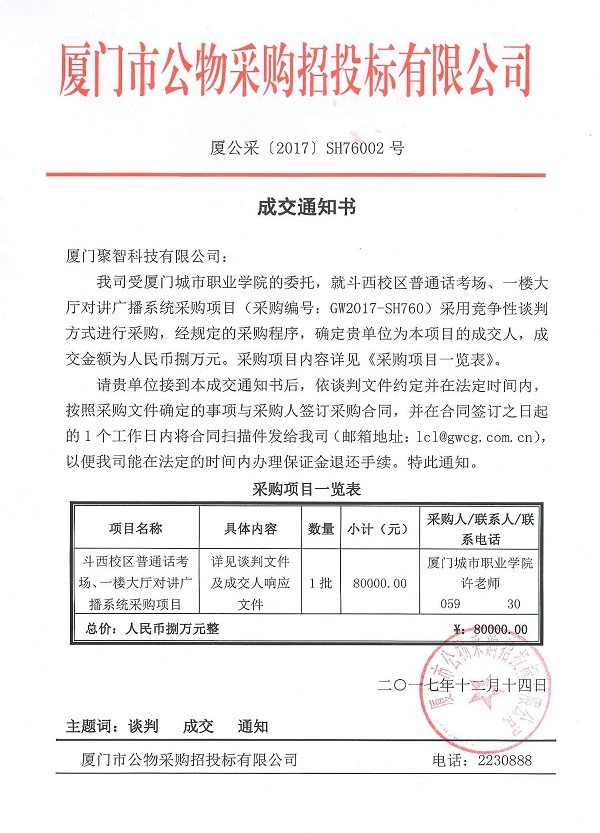 厦门市公物采购招投标有限公司
厦公采〔2017〕SH76002 号
成交通知书
厦门聚智科技有限公司：
我司受厦门城市职业学院的委托，就斗西校区普通话考场、一楼大
厅对讲广播系统采购项目（采购编号：GW2017-SH760）采用竞争性谈判
方式进行采购，经规定的采购程序，确定贵单位为本项目的成交人，成
交金额为人民币捌万元。采购项目内容详见《采购项目一览表》。
请贵单位接到本成交通知书后，依谈判文件约定并在法定时间内，
按照采购文件确定的事项与采购人签订采购合同，并在合同签订之日起
的 1 个工作日内将合同扫描件发给我司（邮箱地址：lcl@gwcg.com.cn），
以便我司能在法定的时间内办理保证金退还手续。特此通知。
采购项目一览表
项目名称 具体内容 数量 小计（元） 采购人/联系人/联
系电话
斗西校区普通话考
场、一楼大厅对讲广
播系统采购项目
详见谈判文件
及成交人响应
文件
1 批
80000.00
厦门城市职业学院
许老师
059 30
总价：人民币捌万元整 ¥：80000.00
二〇一七年十二月十四日
厦门市公物采购招投标有限公司
主题词：谈判 成交 通知
厦门市公物采购招投标有限公司 电话：2230888